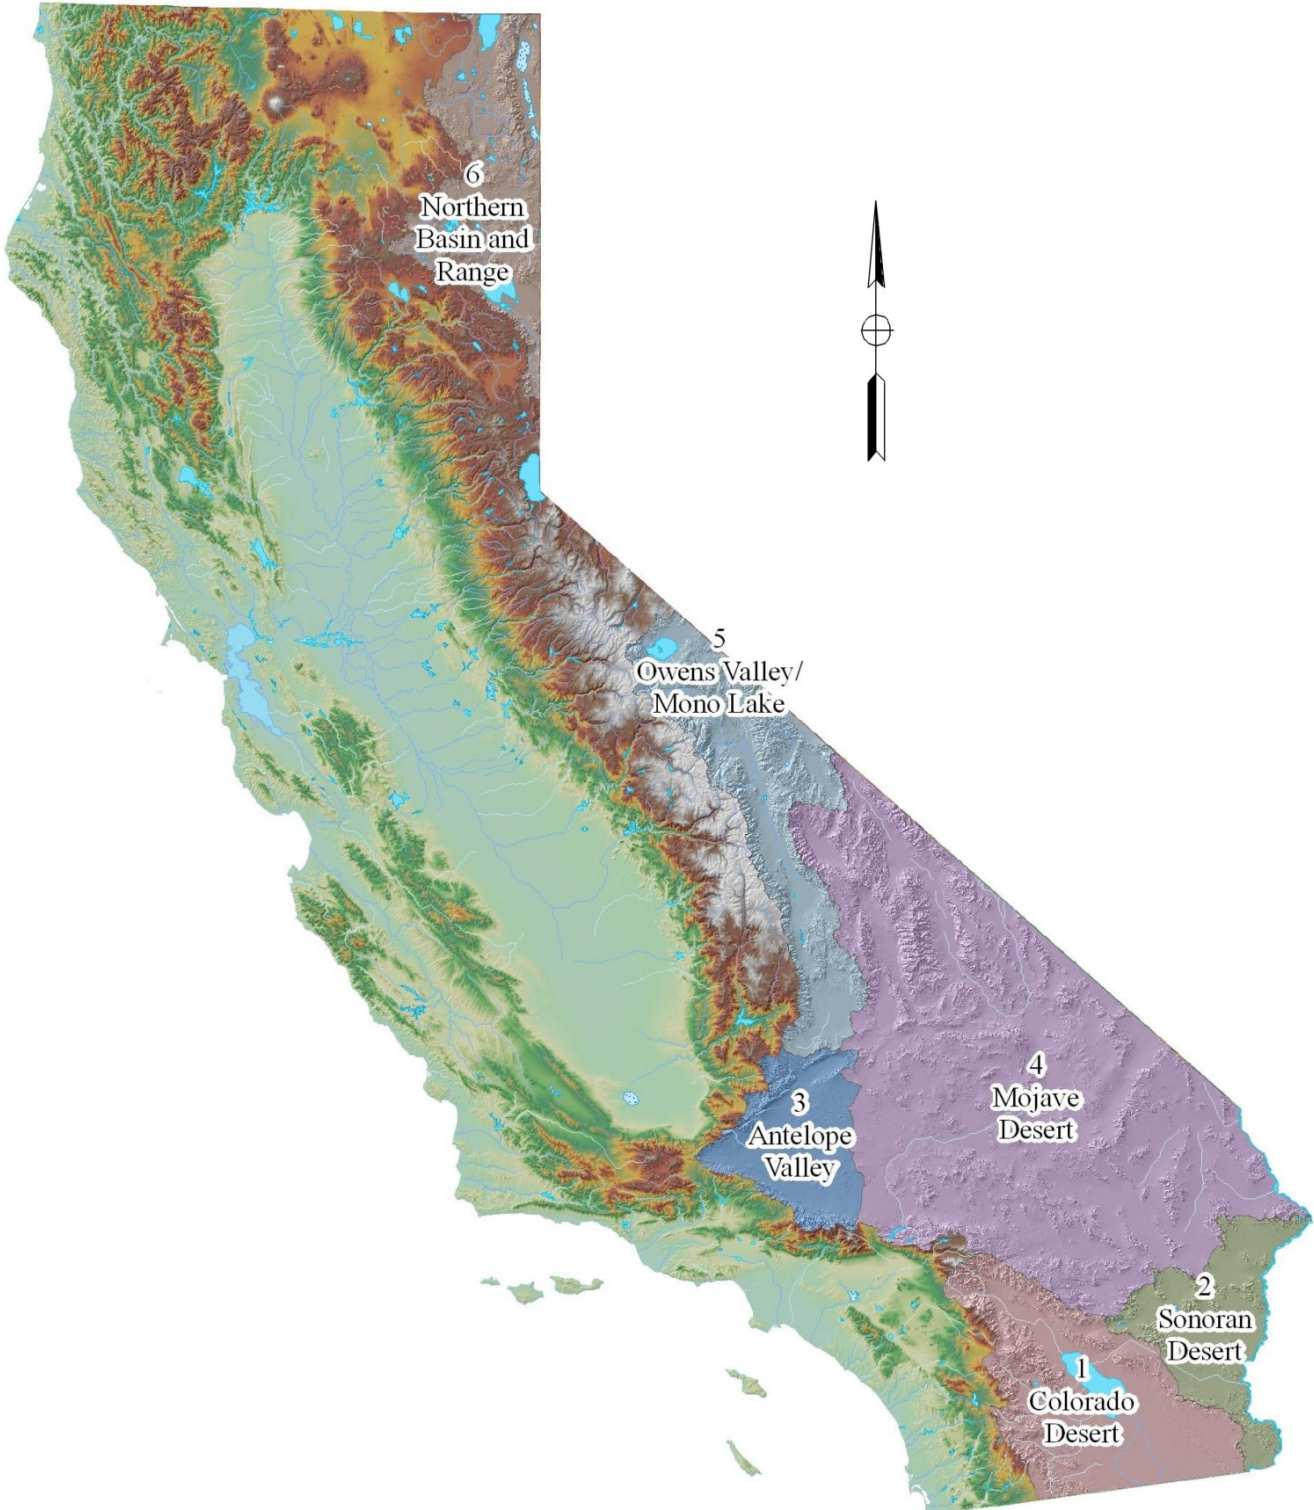 6
Northern
Basin and
Range
5
Owens Valley/
Mono Lake
4
Mojave
Desert
3
Antelope
Valley
2
Sonoran
Desert
1
Colorado
Desert